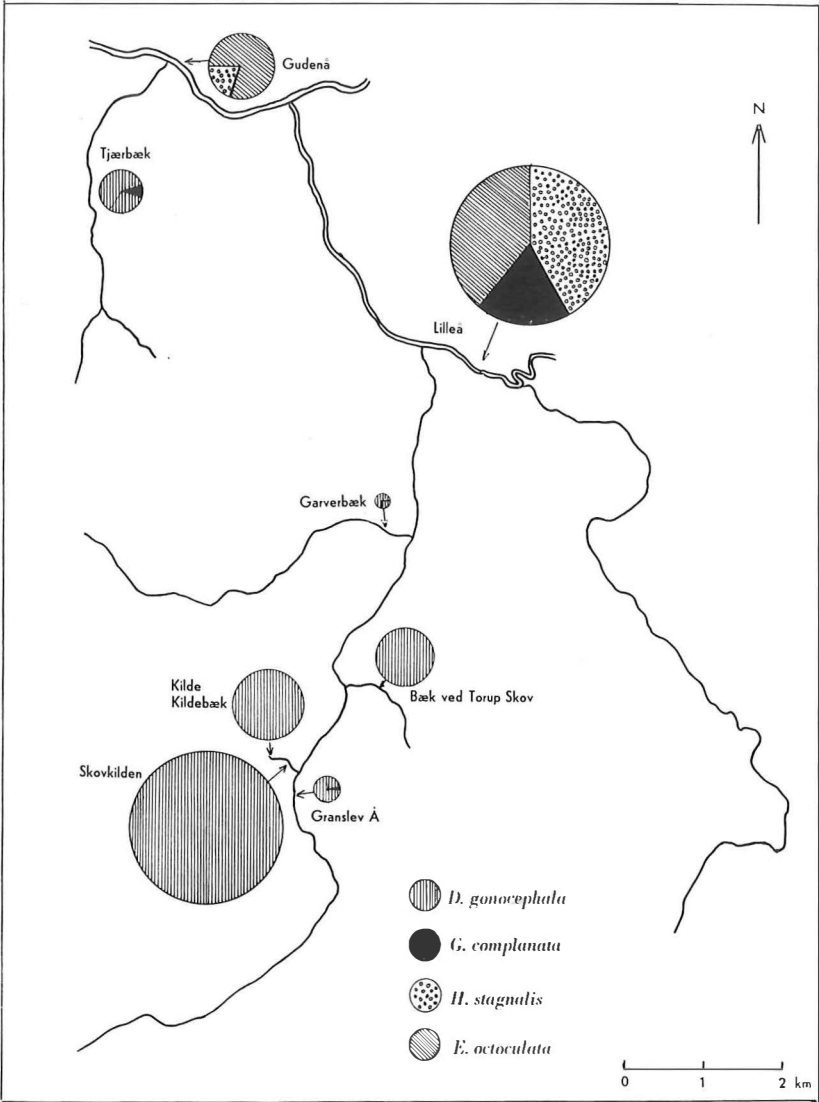 Gudenå
N
Tjærbæk
Lilleå
Garverbæk
Kilde
Kildebæk
Bæk ved Torup Skov
Skovkilden
Granslev Å
D. gonocephala
G. complanata
H. stagnalis
E. octoculata
0 1 2 km